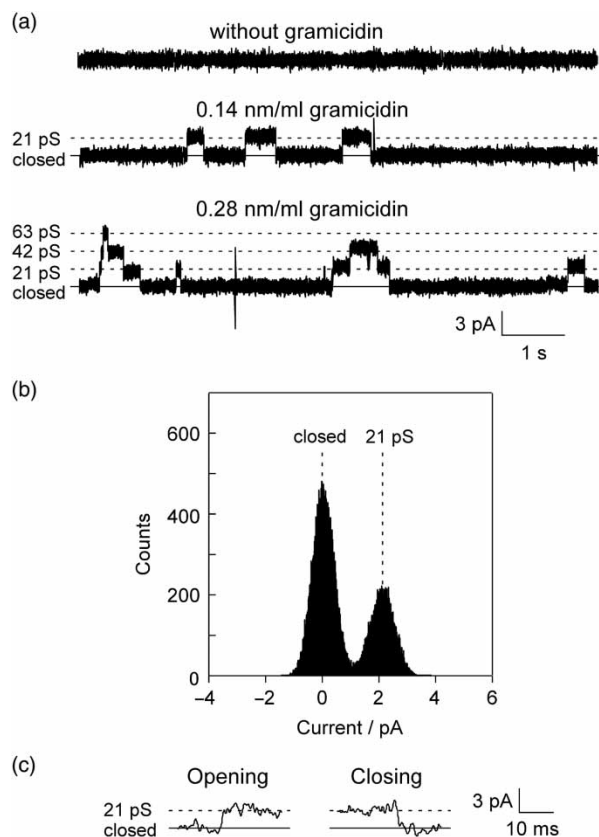 (a)
without gramicidin
0.14 nm/ml gramicidin
21 pS
closed
0.28 nm/ml gramicidin
63 pS
42 pS
21 pS
closed
3 pA
1 s
(b)
600
400
200
0
Counts
closed
21 pS
−4
−2
0
2
4
6
Current / pA
(c)
Opening
Closing
21 pS
closed
3 pA
10 ms